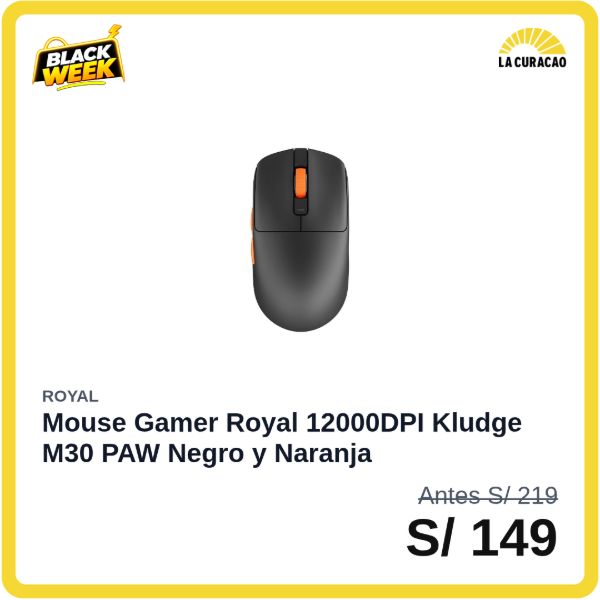 BLACK
WEEK
LA CURACAO
ROYAL
Mouse Gamer Royal 12000DPI Kludge
M30 PAW Negro y Naranja
Antes S/ 219
S/ 149